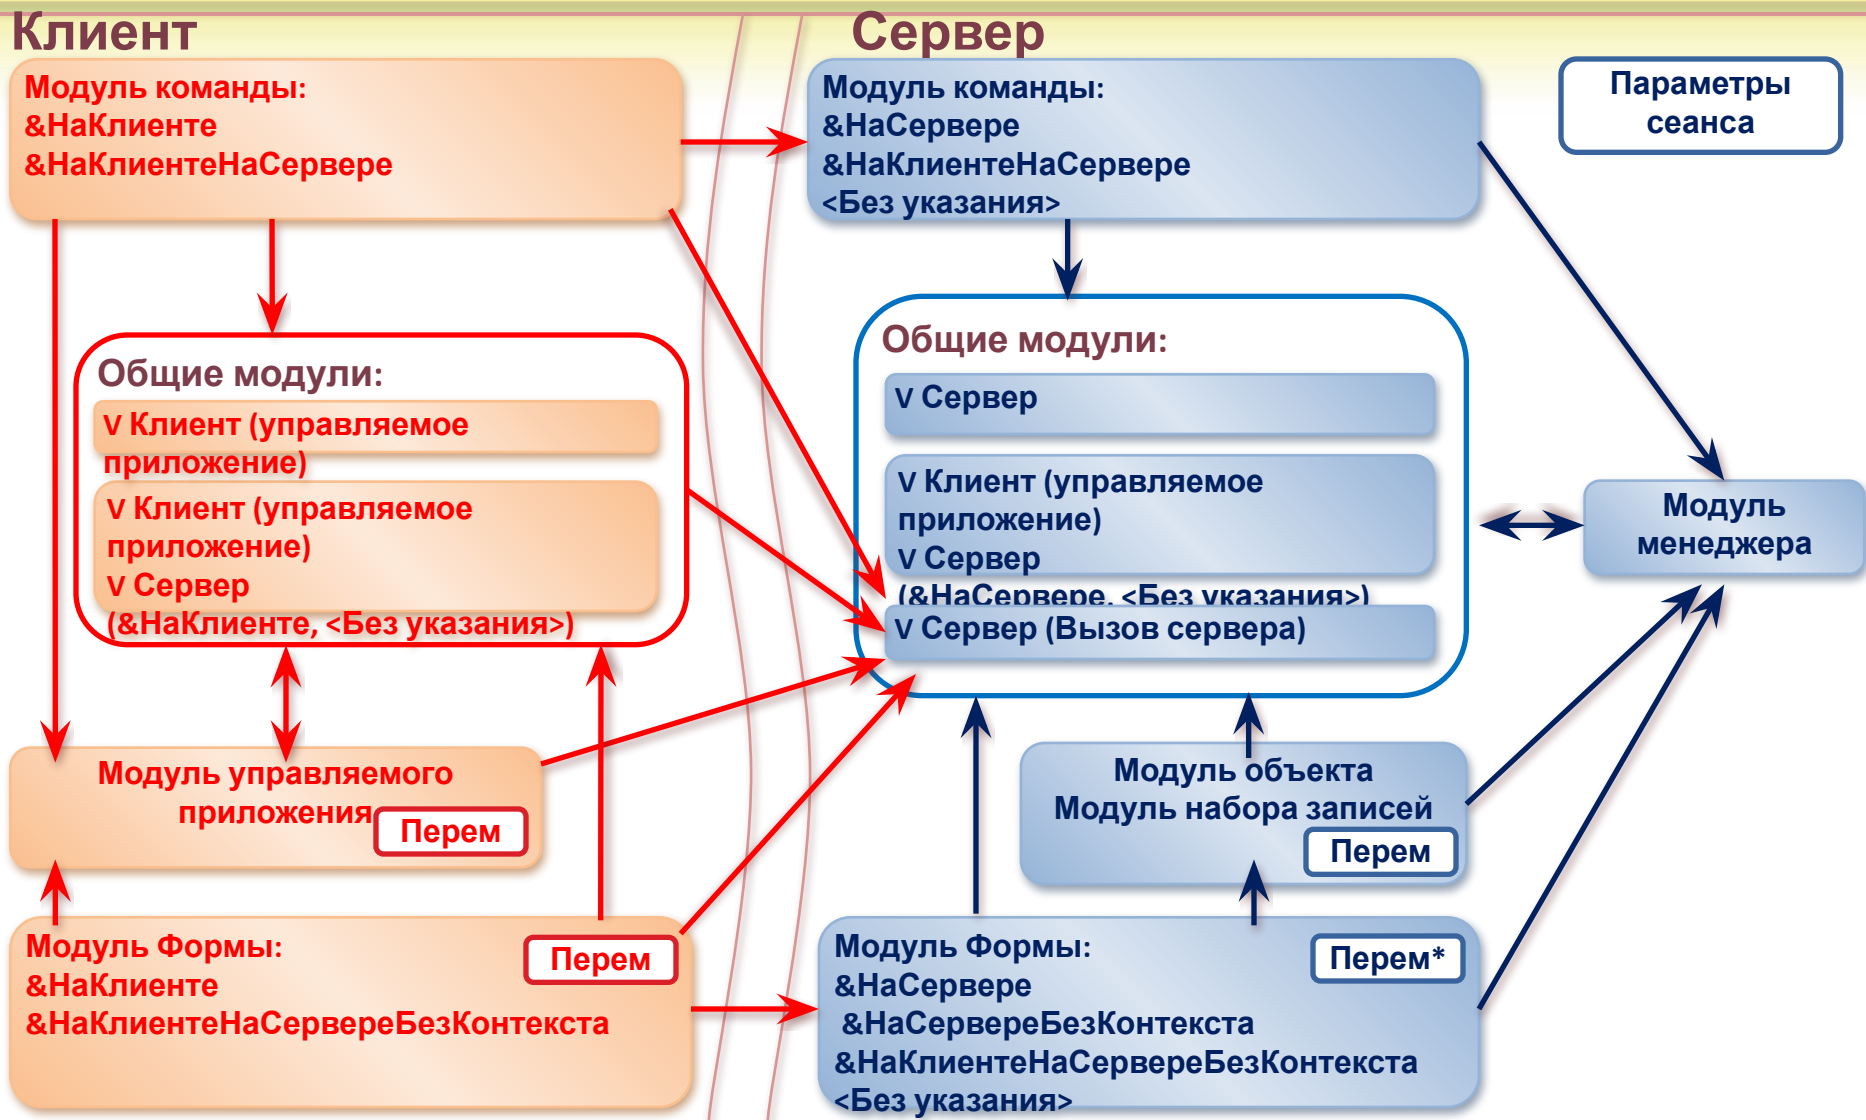 Клиент
Модуль команды:
&НаКлиенте
&НаКлиентеНаСервере
Общие модули:
V Клиент (управляемое
приложение)
V Клиент (управляемое
приложение)
V Сервер
(&НаКлиенте, <Без указания>)
Модуль управляемого
приложения
Перем
Модуль Формы:
Перем
&НаКлиенте
&НаКлиентеНаСервереБезКонтекста
Сервер
Модуль команды:
&НаСервере
&НаКлиентеНаСервере
<Без указания>
Параметры
сеанса
Общие модули:
V Сервер
V Клиент (управляемое
приложение)
V Сервер
(&НаСервере, <Без указания>)
V Сервер (Вызов сервера)
Модуль
менеджера
Модуль объекта
Модуль набора записей
Перем
Модуль Формы:
Перем*
&НаСервере
&НаСервереБезКонтекста
&НаКлиентеНаСервереБезКонтекста
<Без указания>